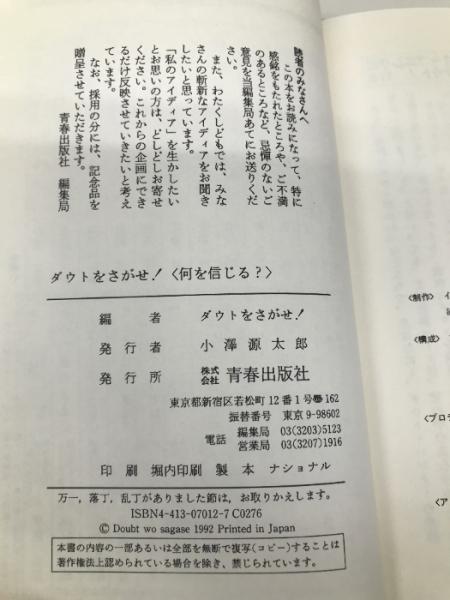 読者のみなさんへ
この本をお読みになって、特に
感銘をもたれたところや、ご不満
のあるところなど、忌憚のないご
意見を当編集局あてにお送りくだ
さい。
また、わたくしどもでは、みな
さんの斬新なアイディアをお聞き
したいと思っています。
「私のアイディア」を生かしたい
とお思いの方は、どしどしお寄せ
ください。これからの企画にでき
るだけ反映させていきたいと考え
ています。
なお、採用の分には、記念品を
贈呈させていただきます。
青春出版社 編集局
ダウトをさがせ!〈何を信じる?〉
編者 ダウトをさがせ!
発行者 小澤源太郎
発行所 株式会社 青春出版社
東京都新宿区若松町12番1号 162
振替番号 東京9-98602
電話 編集局 03(3203)5123
営業局 03(3207)1916
印刷 堀内印刷 製本 ナショナル
万一,落丁,乱丁がありました節は,お取りかえします。
ISBN4-413-07012-7 C0276
© Doubt wo sagase 1992 Printed in Japan
本書の内容の一部あるいは全部を無断で複写(コピー)することは
著作権法上認められている場合を除き、禁じられています。
〈制作〉
〈構成〉
〈プロデ
〈ア